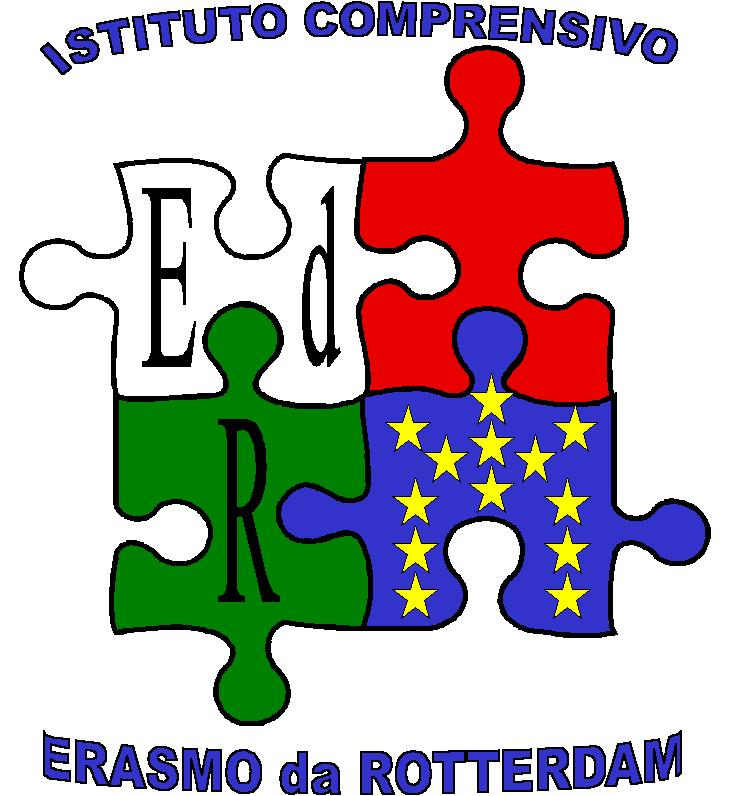 ISTITUTO COMPRENSIVO
E d
R
ERASMO da ROTTERDAM